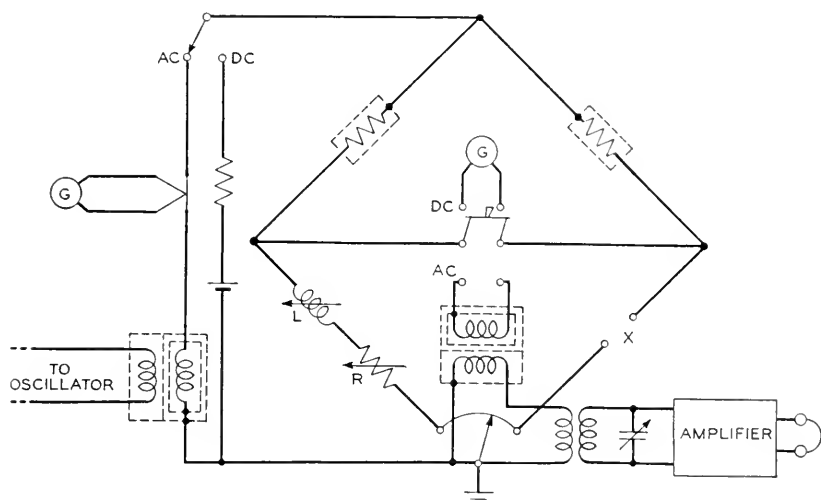 AC
DC
G
G
DC
AC
L
X
R
TO
OSCILLATOR
AMPLIFIER